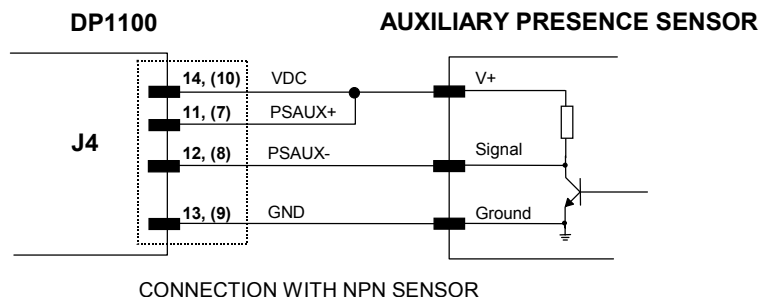 DP1100
AUXILIARY PRESENCE SENSOR
14, (10) VDC V+
11, (7) PSAUX+
J4
12, (8) PSAUX- Signal
13, (9) GND Ground
CONNECTION WITH NPN SENSOR